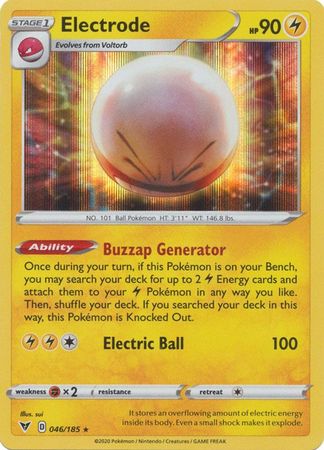 STAGE 1
Electrode
HP 90
Evolves from Voltorb
NO. 101 Ball Pokémon HT: 3'11" WT: 146.8 lbs.
Ability Buzzap Generator
Once during your turn, if this Pokémon is on your Bench,
you may search your deck for up to 2 Energy cards and
attach them to your Pokémon in any way you like.
Then, shuffle your deck. If you searched your deck in
this way, this Pokémon is Knocked Out.
Electric Ball 100
weakness ×2 resistance retreat
Illus. sui
D 046/185 ★
It stores an overflowing amount of electric energy
inside its body. Even a small shock makes it explode.
©2020 Pokémon / Nintendo / Creatures / GAME FREAK